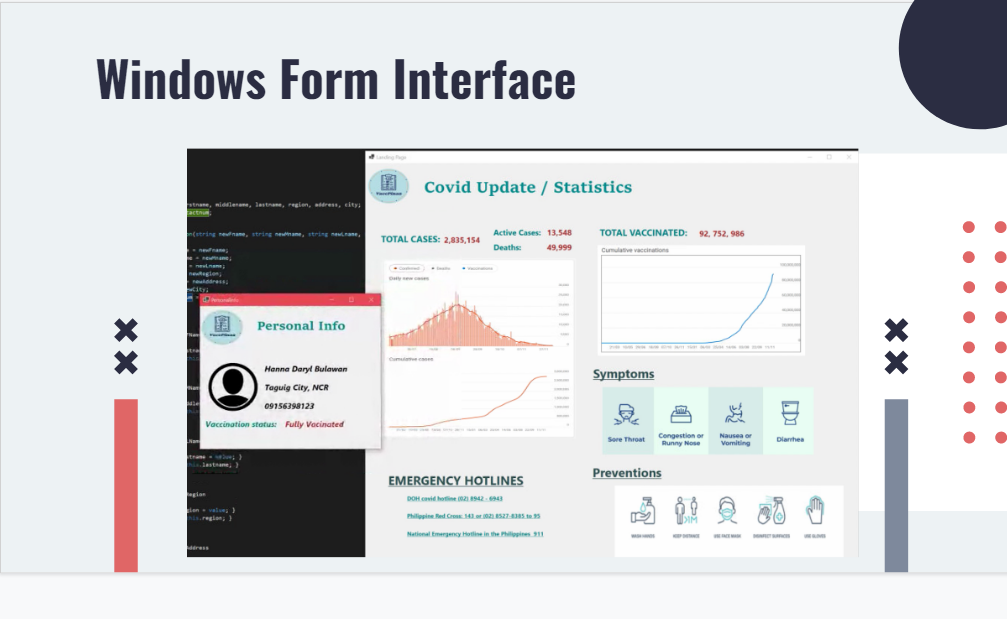 Windows Form Interface
Landing Page
Covid Update / Statistics
TOTAL CASES: 2,835,154
Active Cases: 13,548
Deaths: 49,999
TOTAL VACCINATED: 92, 752, 986
Confirmed Deaths Vaccinations
Daily new cases
Cumulative cases
Cumulative vaccinations
rstname, middlename, lastname, region, address, city;
tactnum;
on(string newFname, string newMname, string newLname,
= newFname;
e = newMname;
= newLname;
newRegion;
= newAddress;
ewCity;
PersonalInfo
Personal Info
Hanna Daryl Bulawan
Taguig City, NCR
09156398123
Vaccination status: Fully Vacinated
stname = value; }
this.lastname; }
Region
gion = value; }
this.region; }
Address
Symptoms
Sore Throat
Congestion or
Runny Nose
Nausea or
Vomiting
Diarrhea
EMERGENCY HOTLINES
DOH covid hotline (02) 8942 - 6843
Philippine Red Cross: 143 or (02) 8527-8385 to 95
National Emergency Hotline in the Philippines 911
Preventions
WASH HANDS
KEEP DISTANCE
USE FACE MASK
DISINFECT SURFACES
USE GLOVES